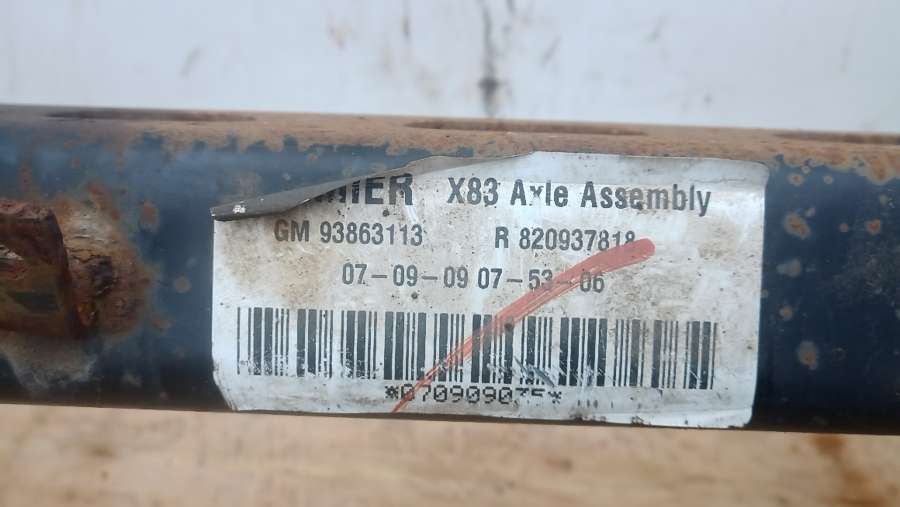 X83 Axle Assembly
GM 93863113 R 820937818
07-09-09 07-53-06